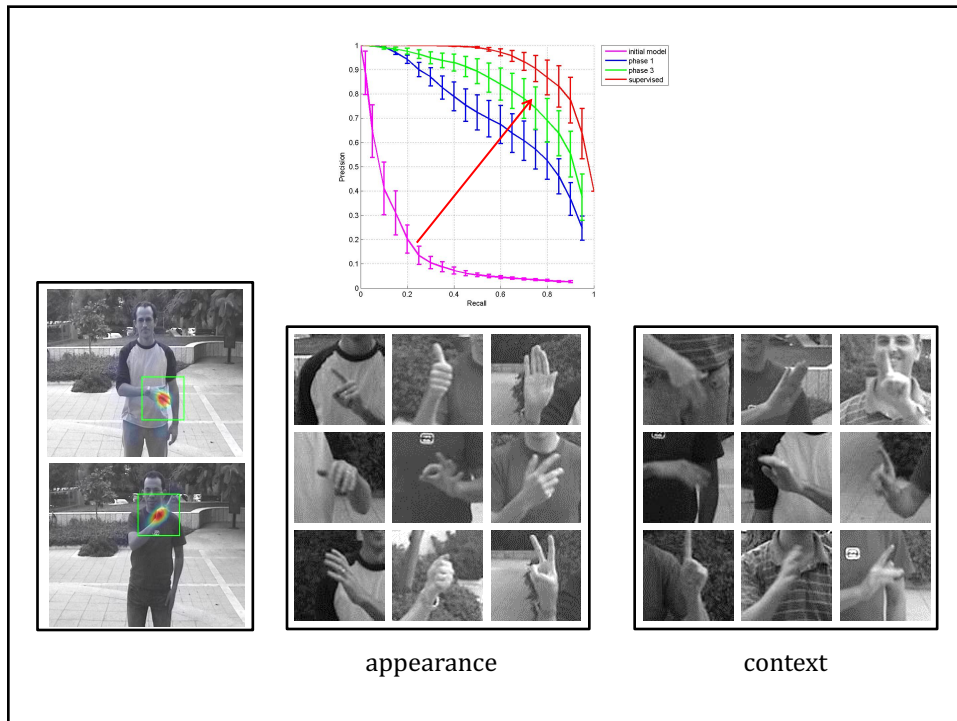 1
0.9
0.8
0.7
0.6
0.5
0.4
0.3
0.2
0.1
0
Precision
0 0.2 0.4 0.6 0.8 1
Recall
initial model
phase 1
phase 3
supervised
appearance
context